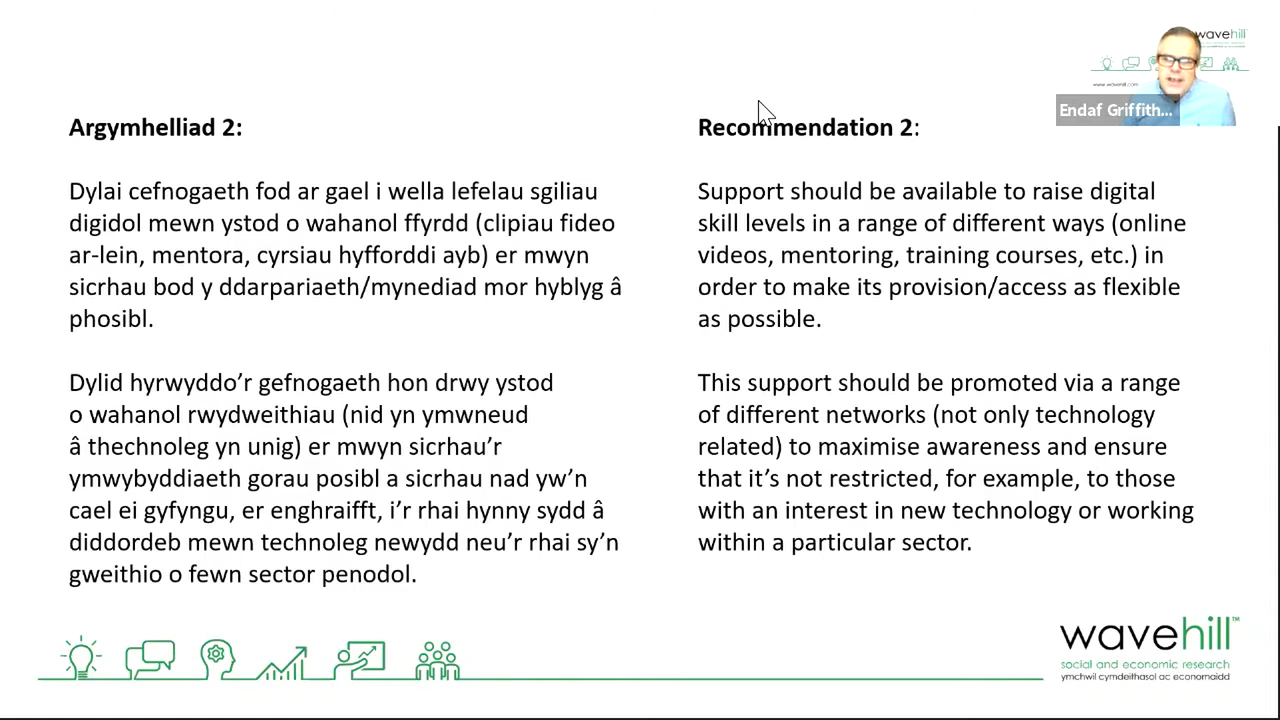 Argymhelliad 2:
Dylai cefnogaeth fod ar gael i wella lefelau sgiliau
digidol mewn ystod o wahanol ffyrdd (clipiau fideo
ar-lein, mentora, cyrsiau hyfforddi ayb) er mwyn
sicrhau bod y ddarpariaeth/mynediad mor hyblyg â
phosibl.
Dylid hyrwyddo’r gefnogaeth hon drwy ystod
o wahanol rwydweithiau (nid yn ymwneud
â thechnoleg yn unig) er mwyn sicrhau’r
ymwybyddiaeth gorau posibl a sicrhau nad yw’n
cael ei gyfyngu, er enghraifft, i’r rhai hynny sydd â
diddordeb mewn technoleg newydd neu’r rhai sy’n
gweithio o fewn sector penodol.
Recommendation 2:
Support should be available to raise digital
skill levels in a range of different ways (online
videos, mentoring, training courses, etc.) in
order to make its provision/access as flexible
as possible.
This support should be promoted via a range
of different networks (not only technology
related) to maximise awareness and ensure
that it’s not restricted, for example, to those
with an interest in new technology or working
within a particular sector.
wavehill
www.wavehill.com
Endaf Griffith...
wavehill™
social and economic research
ymchwil cymdeithasol ac economaidd